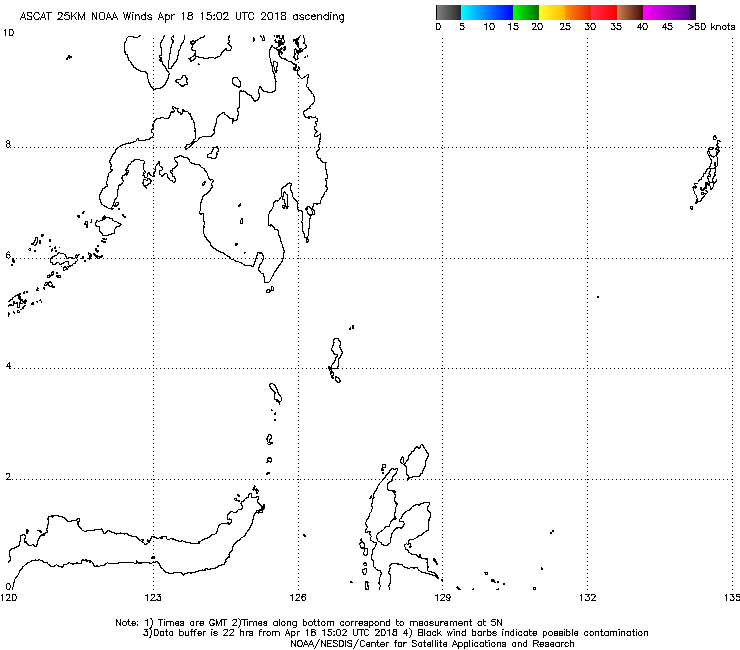 ASCAT 25KM NOAA Winds Apr 18 15:02 UTC 2018 ascending
0 5 10 15 20 25 30 35 40 45 >50 knots
10
8
6
4
2
0
120 123 126 129 132 135
Note: 1) Times are GMT 2)Times along bottom correspond to measurement at 5N
3)Data buffer is 22 hrs from Apr 18 15:02 UTC 2018 4) Black wind barbs indicate possible contamination
NOAA/NESDIS/Center for Satellite Applications and Research